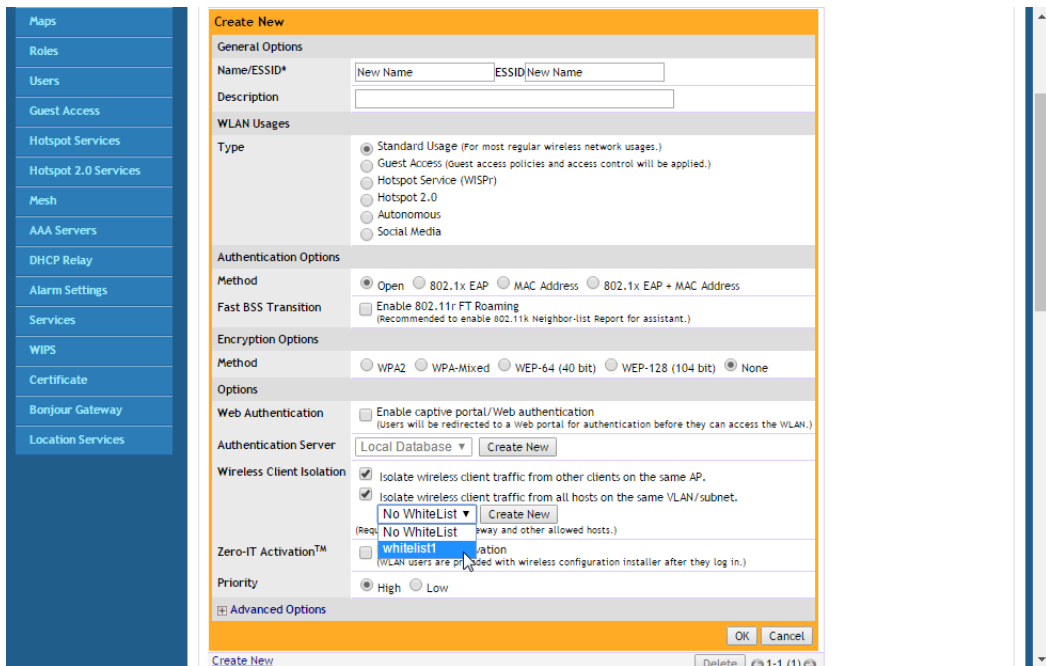 Maps
Roles
Users
Guest Access
Hotspot Services
Hotspot 2.0 Services
Mesh
AAA Servers
DHCP Relay
Alarm Settings
Services
WIPS
Certificate
Bonjour Gateway
Location Services
Create New
General Options
Name/ESSID* New Name ESSID New Name
Description
WLAN Usages
Type Standard Usage (For most regular wireless network usages.)
Guest Access (Guest access policies and access control will be applied.)
Hotspot Service (WISPr)
Hotspot 2.0
Autonomous
Social Media
Authentication Options
Method Open 802.1x EAP MAC Address 802.1x EAP + MAC Address
Fast BSS Transition Enable 802.11r FT Roaming
(Recommended to enable 802.11k Neighbor-list Report for assistant.)
Encryption Options
Method WPA2 WPA-Mixed WEP-64 (40 bit) WEP-128 (104 bit) None
Options
Web Authentication Enable captive portal/Web authentication
(Users will be redirected to a Web portal for authentication before they can access the WLAN.)
Authentication Server Local Database Create New
Wireless Client Isolation Isolate wireless client traffic from other clients on the same AP.
Isolate wireless client traffic from all hosts on the same VLAN/subnet.
No WhiteList Create New
No WhiteList and other allowed hosts.)
whitelist1
Zero-IT Activation™
(WLAN users are with wireless configuration installer after they log in.)
Priority High Low
Advanced Options
OK Cancel
Create New Delete 1-1 (1)